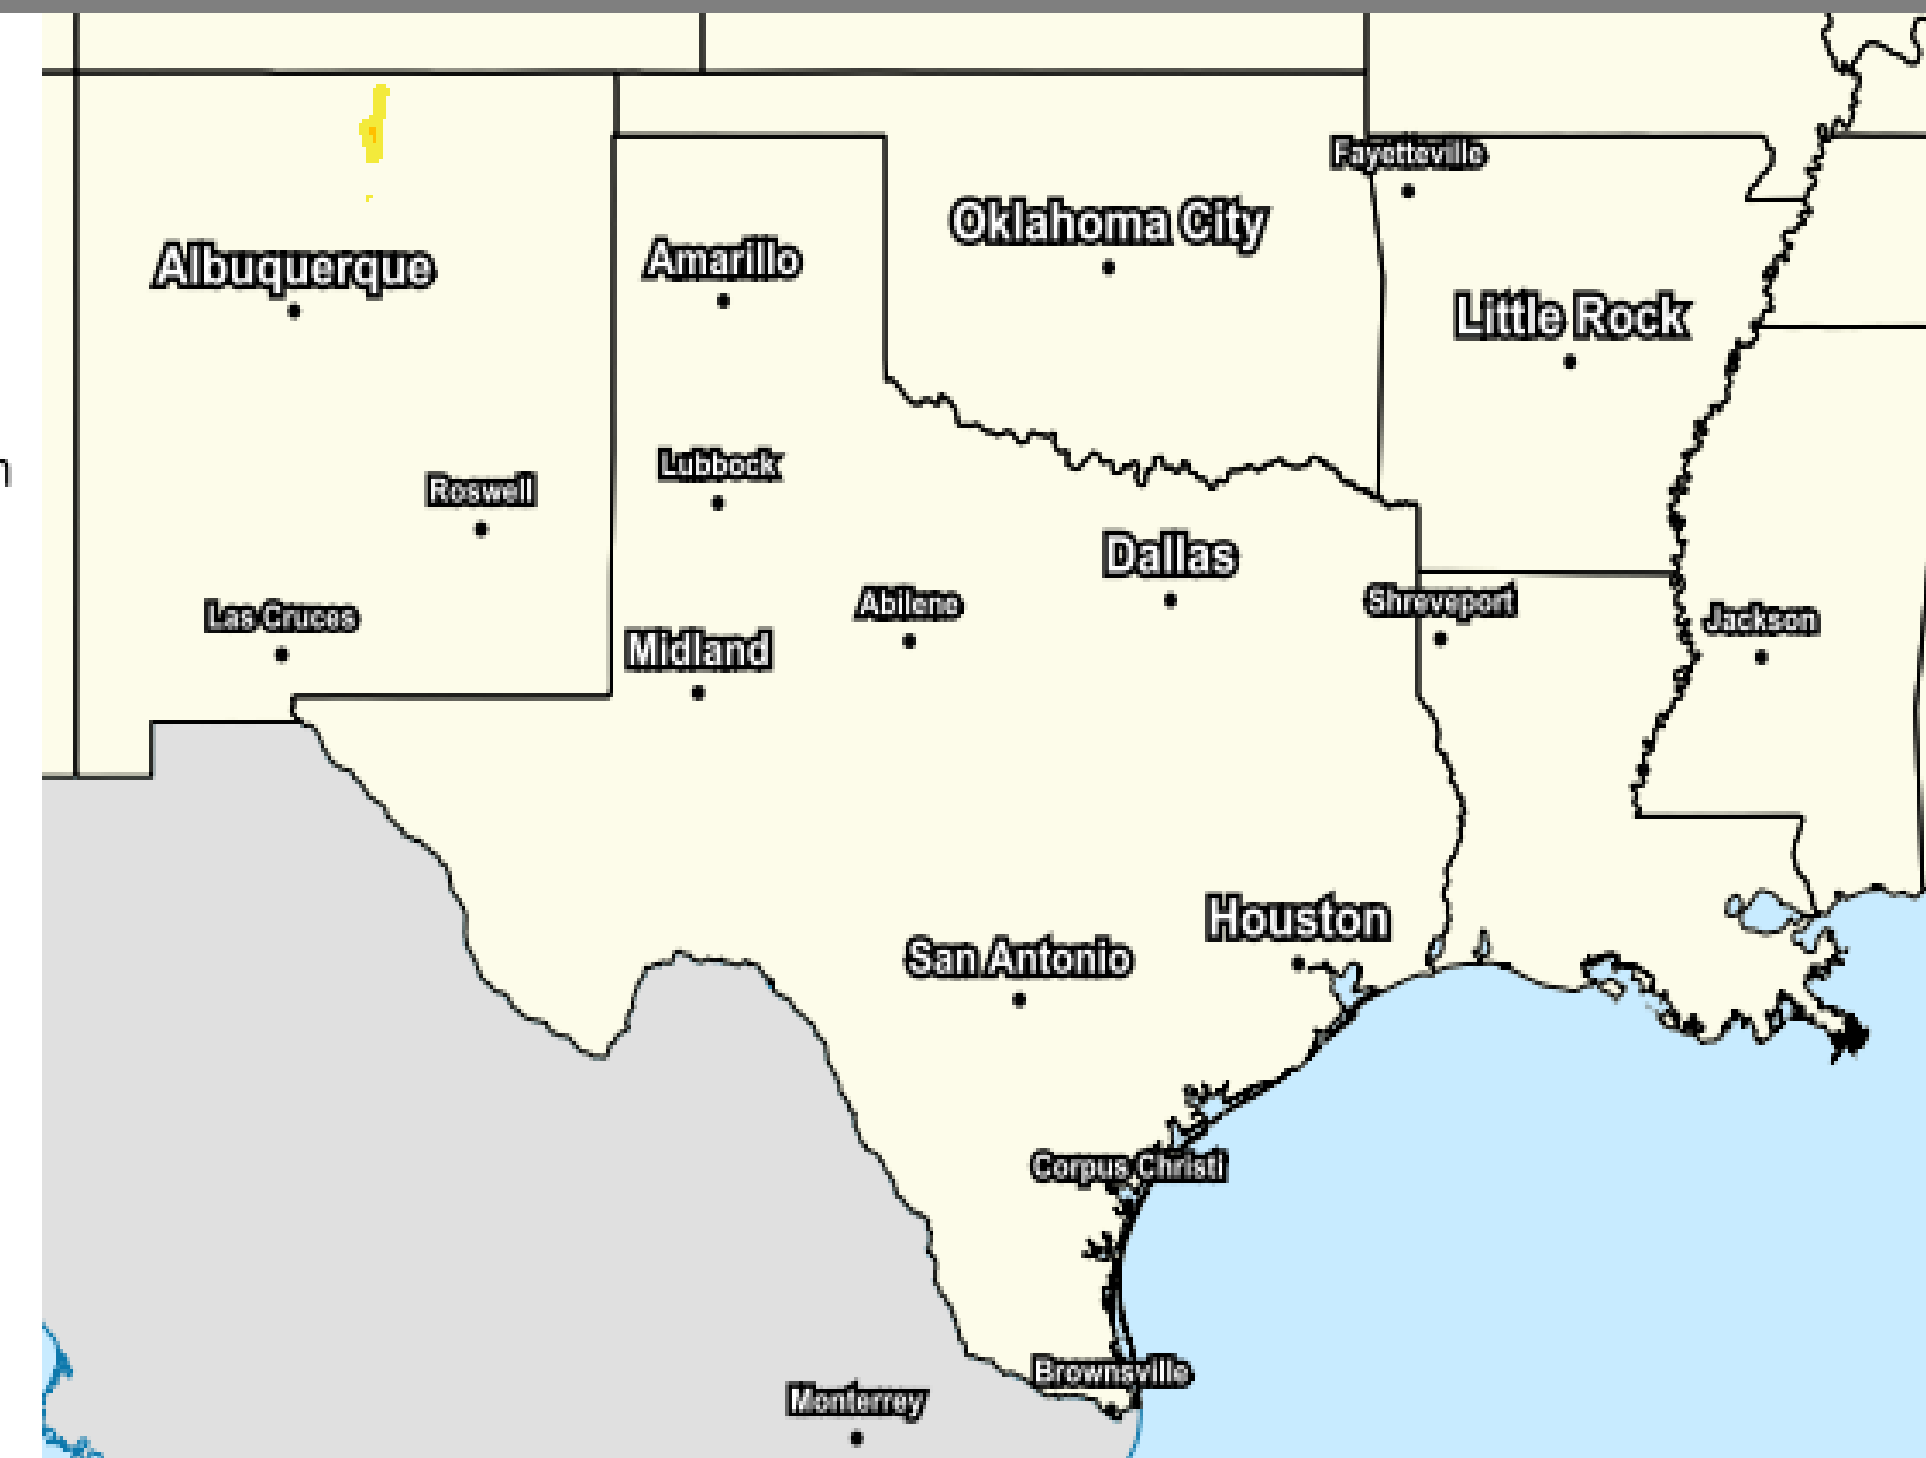 Fayetteville
Oklahoma City
Albuquerque
Amarillo
Little Rock
Lubbock
Roswell
Dallas
Abilene
Shreveport
Las Cruces
Jackson
Midland
Houston
San Antonio
Corpus Christi
Brownsville
Monterrey